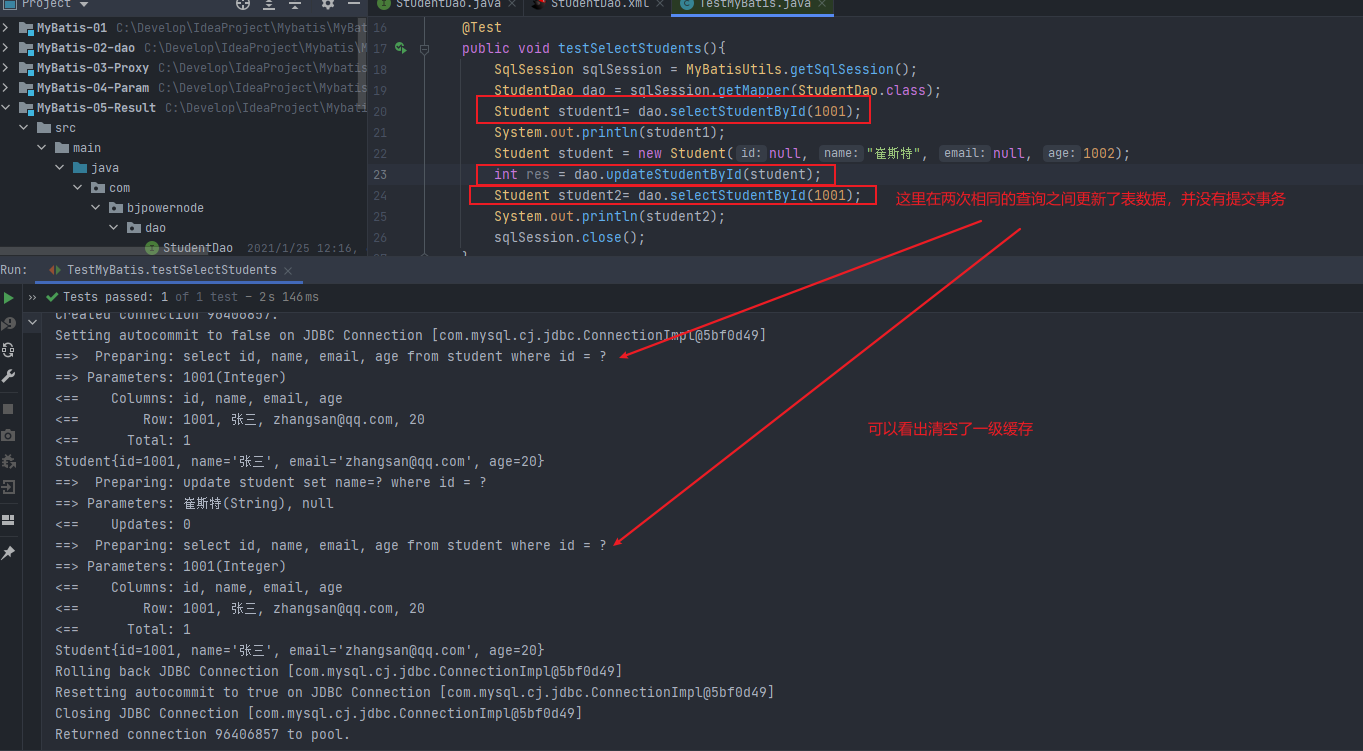 Project
StudentDao.java
StudentDao.xml
TestMyBatis.java
MyBatis-01 C:\Develop\IdeaProject\Mybatis\MyBat
MyBatis-02-dao C:\Develop\IdeaProject\Mybatis\M
MyBatis-03-Proxy C:\Develop\IdeaProject\Mybatis
MyBatis-04-Param C:\Develop\IdeaProject\Mybatis
MyBatis-05-Result C:\Develop\IdeaProject\Mybati
src
main
java
com
bjpowernode
dao
StudentDao 2021/1/25 12:16,
16 @Test
17 public void testSelectStudents(){
18 SqlSession sqlSession = MyBatisUtils.getSqlSession();
19 StudentDao dao = sqlSession.getMapper(StudentDao.class);
20 Student student1= dao.selectStudentById(1001);
21 System.out.println(student1);
22 Student student = new Student( id: null, name: "崔斯特", email: null, age: 1002);
23 int res = dao.updateStudentById(student);
24 Student student2= dao.selectStudentById(1001);
25 System.out.println(student2);
26 sqlSession.close();
这里在两次相同的查询之间更新了表数据，并没有提交事务
Run: TestMyBatis.testSelectStudents
Tests passed: 1 of 1 test – 2 s 146 ms
Created connection 96406857.
Setting autocommit to false on JDBC Connection [com.mysql.cj.jdbc.ConnectionImpl@5bf0d49]
==>  Preparing: select id, name, email, age from student where id = ?
==> Parameters: 1001(Integer)
<==    Columns: id, name, email, age
<==        Row: 1001, 张三, zhangsan@qq.com, 20
<==      Total: 1
Student{id=1001, name='张三', email='zhangsan@qq.com', age=20}
==>  Preparing: update student set name=? where id = ?
==> Parameters: 崔斯特(String), null
<==    Updates: 0
==>  Preparing: select id, name, email, age from student where id = ?
==> Parameters: 1001(Integer)
<==    Columns: id, name, email, age
<==        Row: 1001, 张三, zhangsan@qq.com, 20
<==      Total: 1
Student{id=1001, name='张三', email='zhangsan@qq.com', age=20}
Rolling back JDBC Connection [com.mysql.cj.jdbc.ConnectionImpl@5bf0d49]
Resetting autocommit to true on JDBC Connection [com.mysql.cj.jdbc.ConnectionImpl@5bf0d49]
Closing JDBC Connection [com.mysql.cj.jdbc.ConnectionImpl@5bf0d49]
Returned connection 96406857 to pool.
可以看出清空了一级缓存